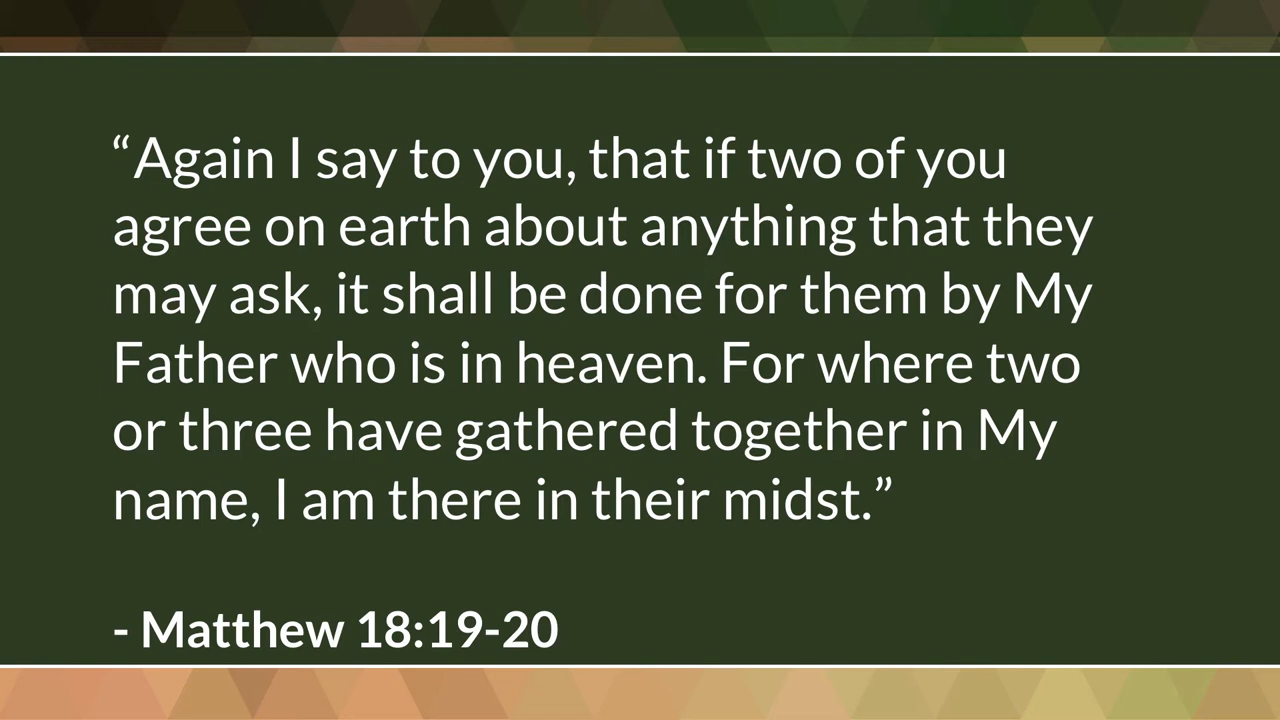 “Again I say to you, that if two of you
agree on earth about anything that they
may ask, it shall be done for them by My
Father who is in heaven. For where two
or three have gathered together in My
name, I am there in their midst.”
- Matthew 18:19-20